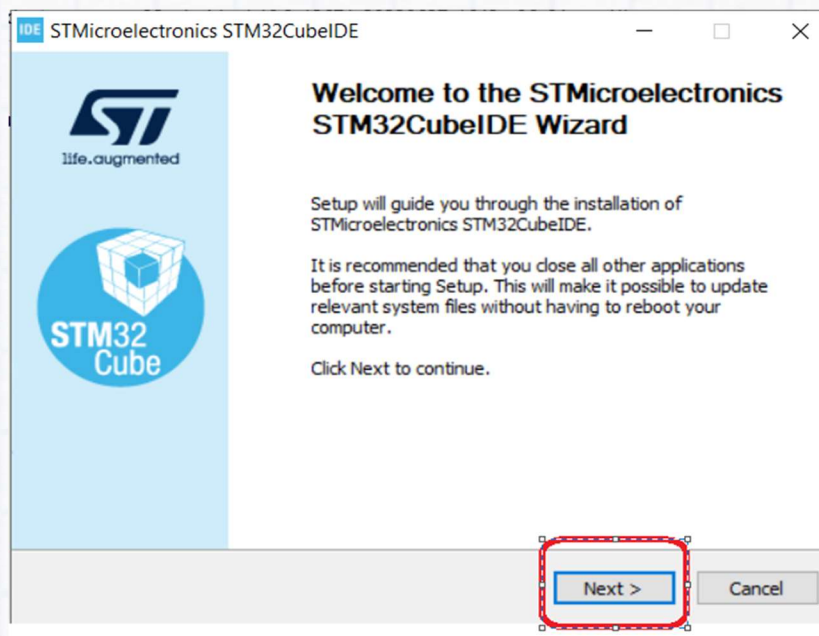 IDE STMicroelectronics STM32CubeIDE
ST
life.augmented
STM32
Cube
Welcome to the STMicroelectronics
STM32CubeIDE Wizard
Setup will guide you through the installation of
STMicroelectronics STM32CubeIDE.
It is recommended that you close all other applications
before starting Setup. This will make it possible to update
relevant system files without having to reboot your
computer.
Click Next to continue.
Next >
Cancel